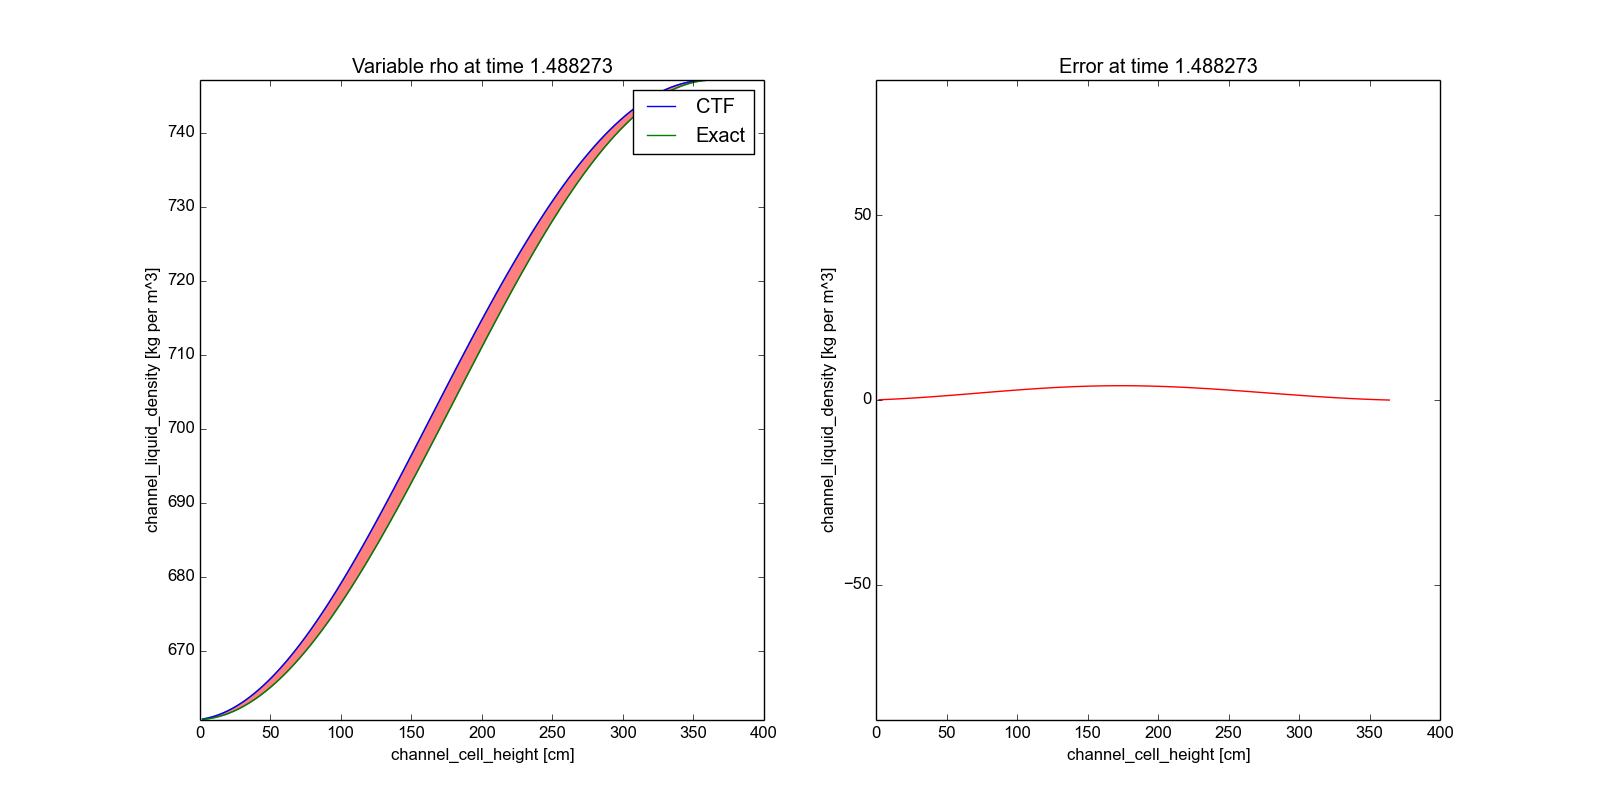 Variable rho at time 1.488273
channel_liquid_density [kg per m^3]
740
730
720
710
700
690
680
670
0 50 100 150 200 250 300 350 400
channel_cell_height [cm]
CTF
Exact
Error at time 1.488273
channel_liquid_density [kg per m^3]
50
0
−50
0 50 100 150 200 250 300 350 400
channel_cell_height [cm]